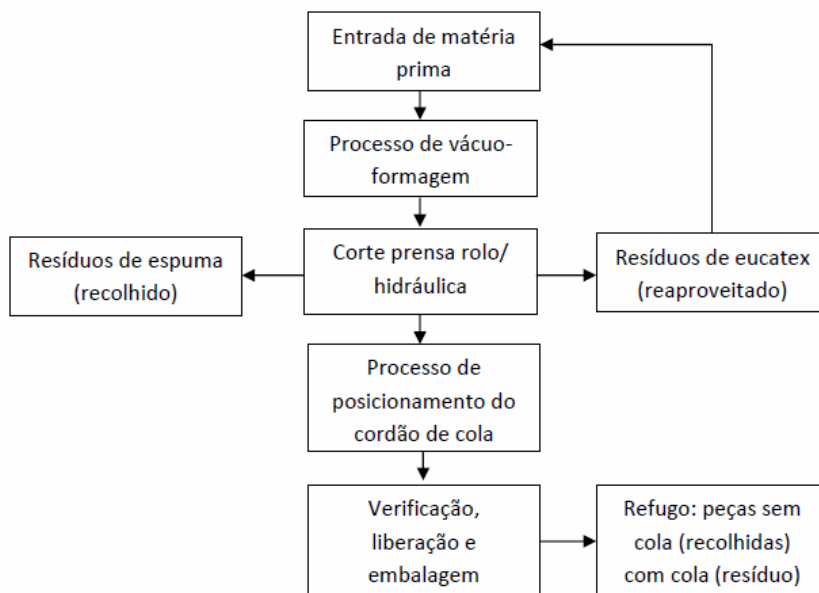 Entrada de matéria
prima
Processo de vácuo-
formagem
Resíduos de espuma
(recolhido)
Corte prensa rolo/
hidráulica
Resíduos de eucatex
(reaproveitado)
Processo de
posicionamento do
cordão de cola
Verificação,
liberação e
embalagem
Refugo: peças sem
cola (recolhidas)
com cola (resíduo)